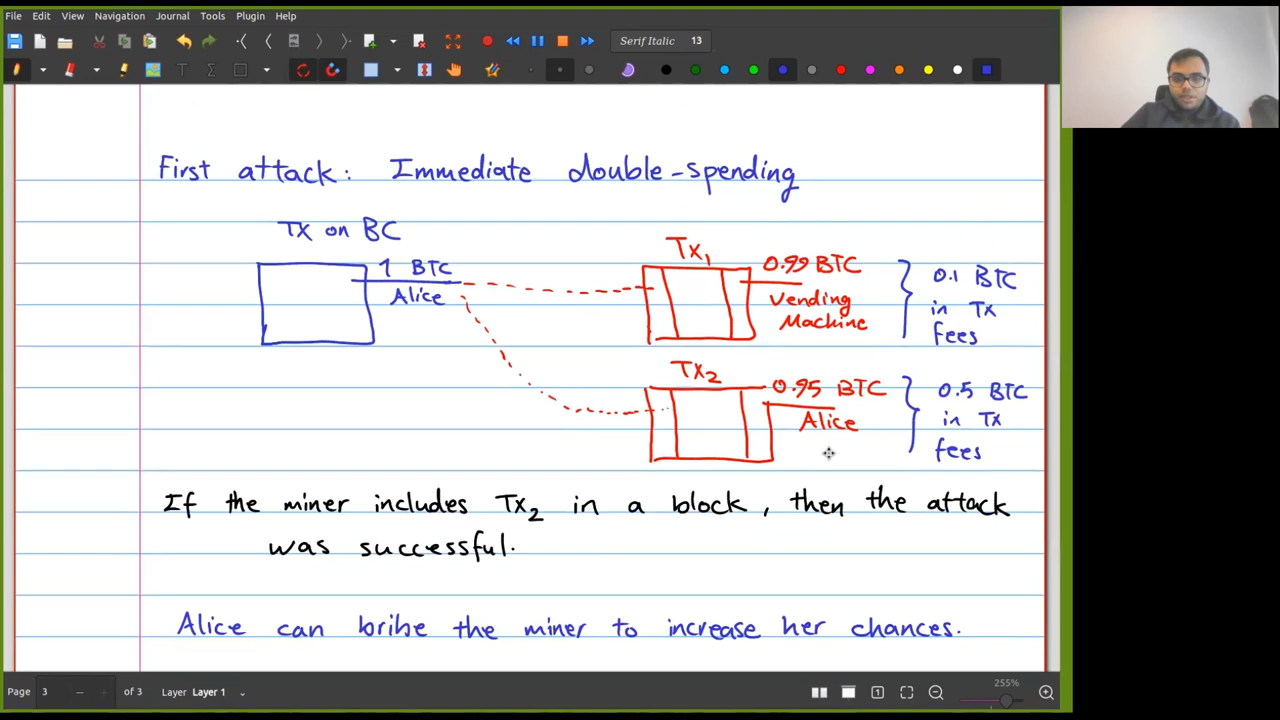 File Edit View Navigation Journal Tools Plugin Help
Serif Italic 13
First attack: Immediate double-spending
TX on BC
1 BTC
Alice
Tx1
0.99 BTC
Vending
Machine
0.1 BTC
in Tx
fees
Tx2
0.95 BTC
Alice
0.5 BTC
in Tx
fees
If the miner includes Tx2 in a block, then the attack
was successful.
Alice can bribe the miner to increase her chances.
Page 3 of 3 Layer Layer 1
255%